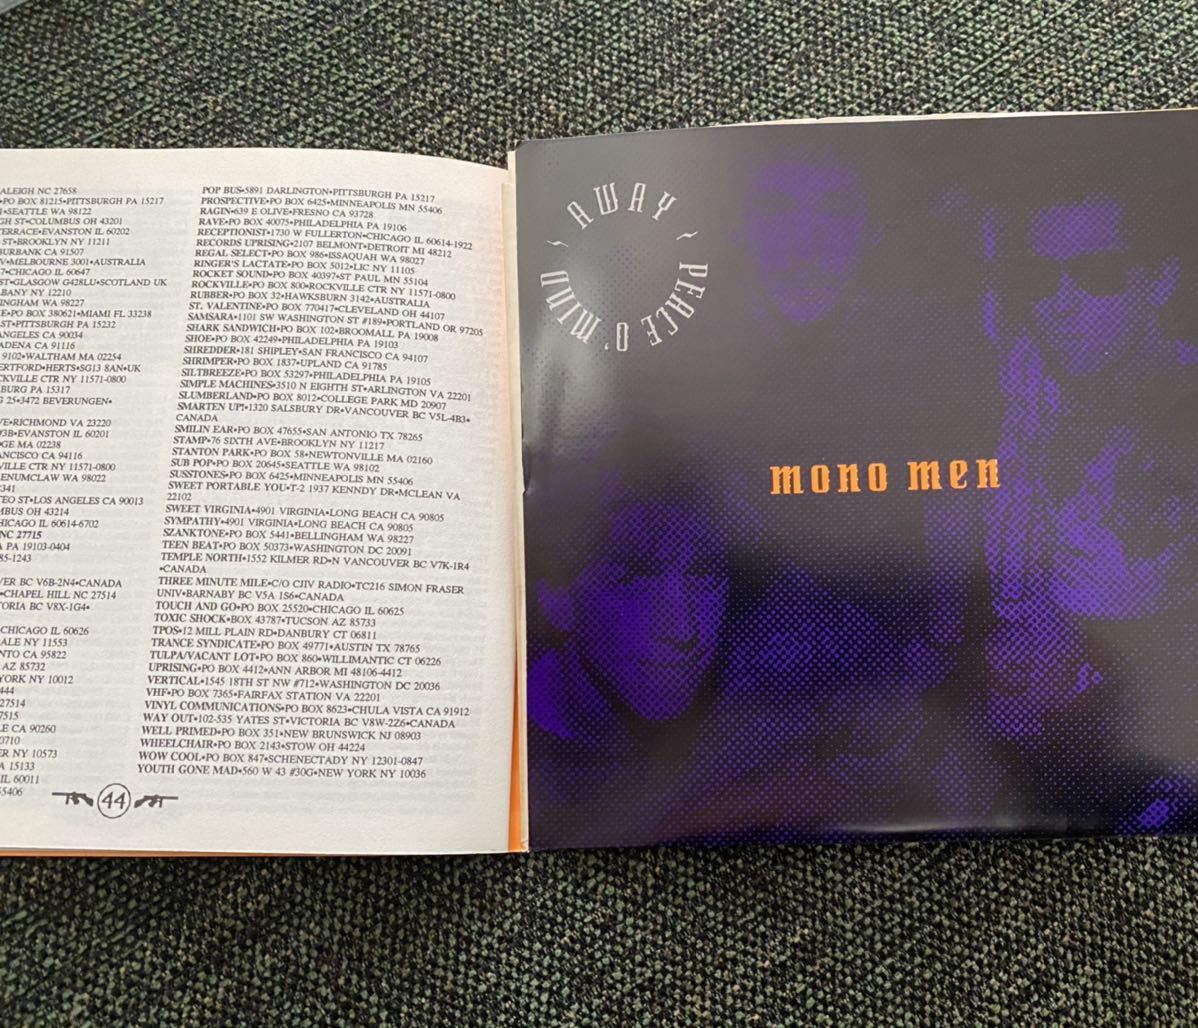 ALEIGH NC 27658
•PO BOX 81215•PITTSBURGH PA 15217
•SEATTLE WA 98122
GH ST•COLUMBUS OH 43201
TERRACE•EVANSTON IL 60202
ST•BROOKLYN NY 11211
BURBANK CA 91507
V•MELBOURNE 3001•AUSTRALIA
7•CHICAGO IL 60647
ST•GLASGOW G428LU•SCOTLAND UK
BANY NY 12210
INGHAM WA 98227
E•PO BOX 380621•MIAMI FL 33238
ST•PITTSBURGH PA 15232
ANGELES CA 90034
ADENA CA 91116
9102•WALTHAM MA 02254
ERTFORD•HERTS•SG13 8AN•UK
CKVILLE CTR NY 11571-0800
BURG PA 15317
G 25•3472 BEVERUNGEN•
VE•RICHMOND VA 23220
#3B•EVANSTON IL 60201
GE MA 02238
ANCISCO CA 94116
VILLE CTR NY 11571-0800
ENUMCLAW WA 98022
341
TEO ST•LOS ANGELES CA 90013
MBUS OH 43214
HICAGO IL 60614-6702
NC 27715
A PA 19103-0404
85-1243
VER BC V6B-2N4•CANADA
•CHAPEL HILL NC 27514
TORIA BC V8X-1G4•
CHICAGO IL 60626
ALE NY 11553
NTO CA 95822
AZ 85732
YORK NY 10012
444
27514
7515
LE CA 90260
0710
ER NY 10573
A 15133
IL 60011
55406
POP BUS•5891 DARLINGTON•PITTSBURGH PA 15217
PROSPECTIVE•PO BOX 6425•MINNEAPOLIS MN 55406
RAGIN•639 E OLIVE•FRESNO CA 93728
RAVE•PO BOX 40075•PHILADELPHIA PA 19106
RECEPTIONIST•1730 W FULLERTON•CHICAGO IL 60614-1922
RECORDS UPRISING•2107 BELMONT•DETROIT MI 48212
REGAL SELECT•PO BOX 986•ISSAQUAH WA 98027
RINGER'S LACTATE•PO BOX 5012•LIC NY 11105
ROCKET SOUND•PO BOX 40397•ST PAUL MN 55104
ROCKVILLE•PO BOX 800•ROCKVILLE CTR NY 11571-0800
RUBBER•PO BOX 32•HAWKSBURN 3142•AUSTRALIA
ST. VALENTINE•PO BOX 770417•CLEVELAND OH 44107
SAMSARA•1101 SW WASHINGTON ST #189•PORTLAND OR 97205
SHARK SANDWICH•PO BOX 102•BROOMALL PA 19008
SHOE•PO BOX 42249•PHILADELPHIA PA 19103
SHREDDER•181 SHIPLEY•SAN FRANCISCO CA 94107
SHRIMPER•PO BOX 1837•UPLAND CA 91785
SILTBREEZE•PO BOX 53297•PHILADELPHIA PA 19105
SIMPLE MACHINES•3510 N EIGHTH ST•ARLINGTON VA 22201
SLUMBERLAND•PO BOX 8012•COLLEGE PARK MD 20907
SMARTEN UP!•1320 SALSBURY DR•VANCOUVER BC V5L-4B3•
CANADA
SMILIN EAR•PO BOX 47655•SAN ANTONIO TX 78265
STAMP•76 SIXTH AVE•BROOKLYN NY 11217
STANTON PARK•PO BOX 58•NEWTONVILLE MA 02160
SUB POP•PO BOX 20645•SEATTLE WA 98102
SUSSTONES•PO BOX 6425•MINNEAPOLIS MN 55406
SWEET PORTABLE YOU•T-2 1937 KENNDY DR•MCLEAN VA
22102
SWEET VIRGINIA•4901 VIRGINIA•LONG BEACH CA 90805
SYMPATHY•4901 VIRGINIA•LONG BEACH CA 90805
SZANKTONE•PO BOX 5441•BELLINGHAM WA 98227
TEEN BEAT•PO BOX 50373•WASHINGTON DC 20091
TEMPLE NORTH•1552 KILMER RD•N VANCOUVER BC V7K-1R4
•CANADA
THREE MINUTE MILE•C/O CJIV RADIO•TC216 SIMON FRASER
UNIV•BARNABY BC V5A 1S6•CANADA
TOUCH AND GO•PO BOX 25520•CHICAGO IL 60625
TOXIC SHOCK•BOX 43787•TUCSON AZ 85733
TPOS•12 MILL PLAIN RD•DANBURY CT 06811
TRANCE SYNDICATE•PO BOX 49771•AUSTIN TX 78765
TULPA/VACANT LOT•PO BOX 860•WILLIMANTIC CT 06226
UPRISING•PO BOX 4412•ANN ARBOR MI 48106-4412
VERTICAL•1545 18TH ST NW #712•WASHINGTON DC 20036
VHF•PO BOX 7365•FAIRFAX STATION VA 22201
VINYL COMMUNICATIONS•PO BOX 8623•CHULA VISTA CA 91912
WAY OUT•102-535 YATES ST•VICTORIA BC V8W-2Z6•CANADA
WELL PRIMED•PO BOX 351•NEW BRUNSWICK NJ 08903
WHEELCHAIR•PO BOX 2143•STOW OH 44224
WOW COOL•PO BOX 847•SCHENECTADY NY 12301-0847
YOUTH GONE MAD•560 W 43 #30G•NEW YORK NY 10036
44
AWAY
PEACE O' MIND
mono men